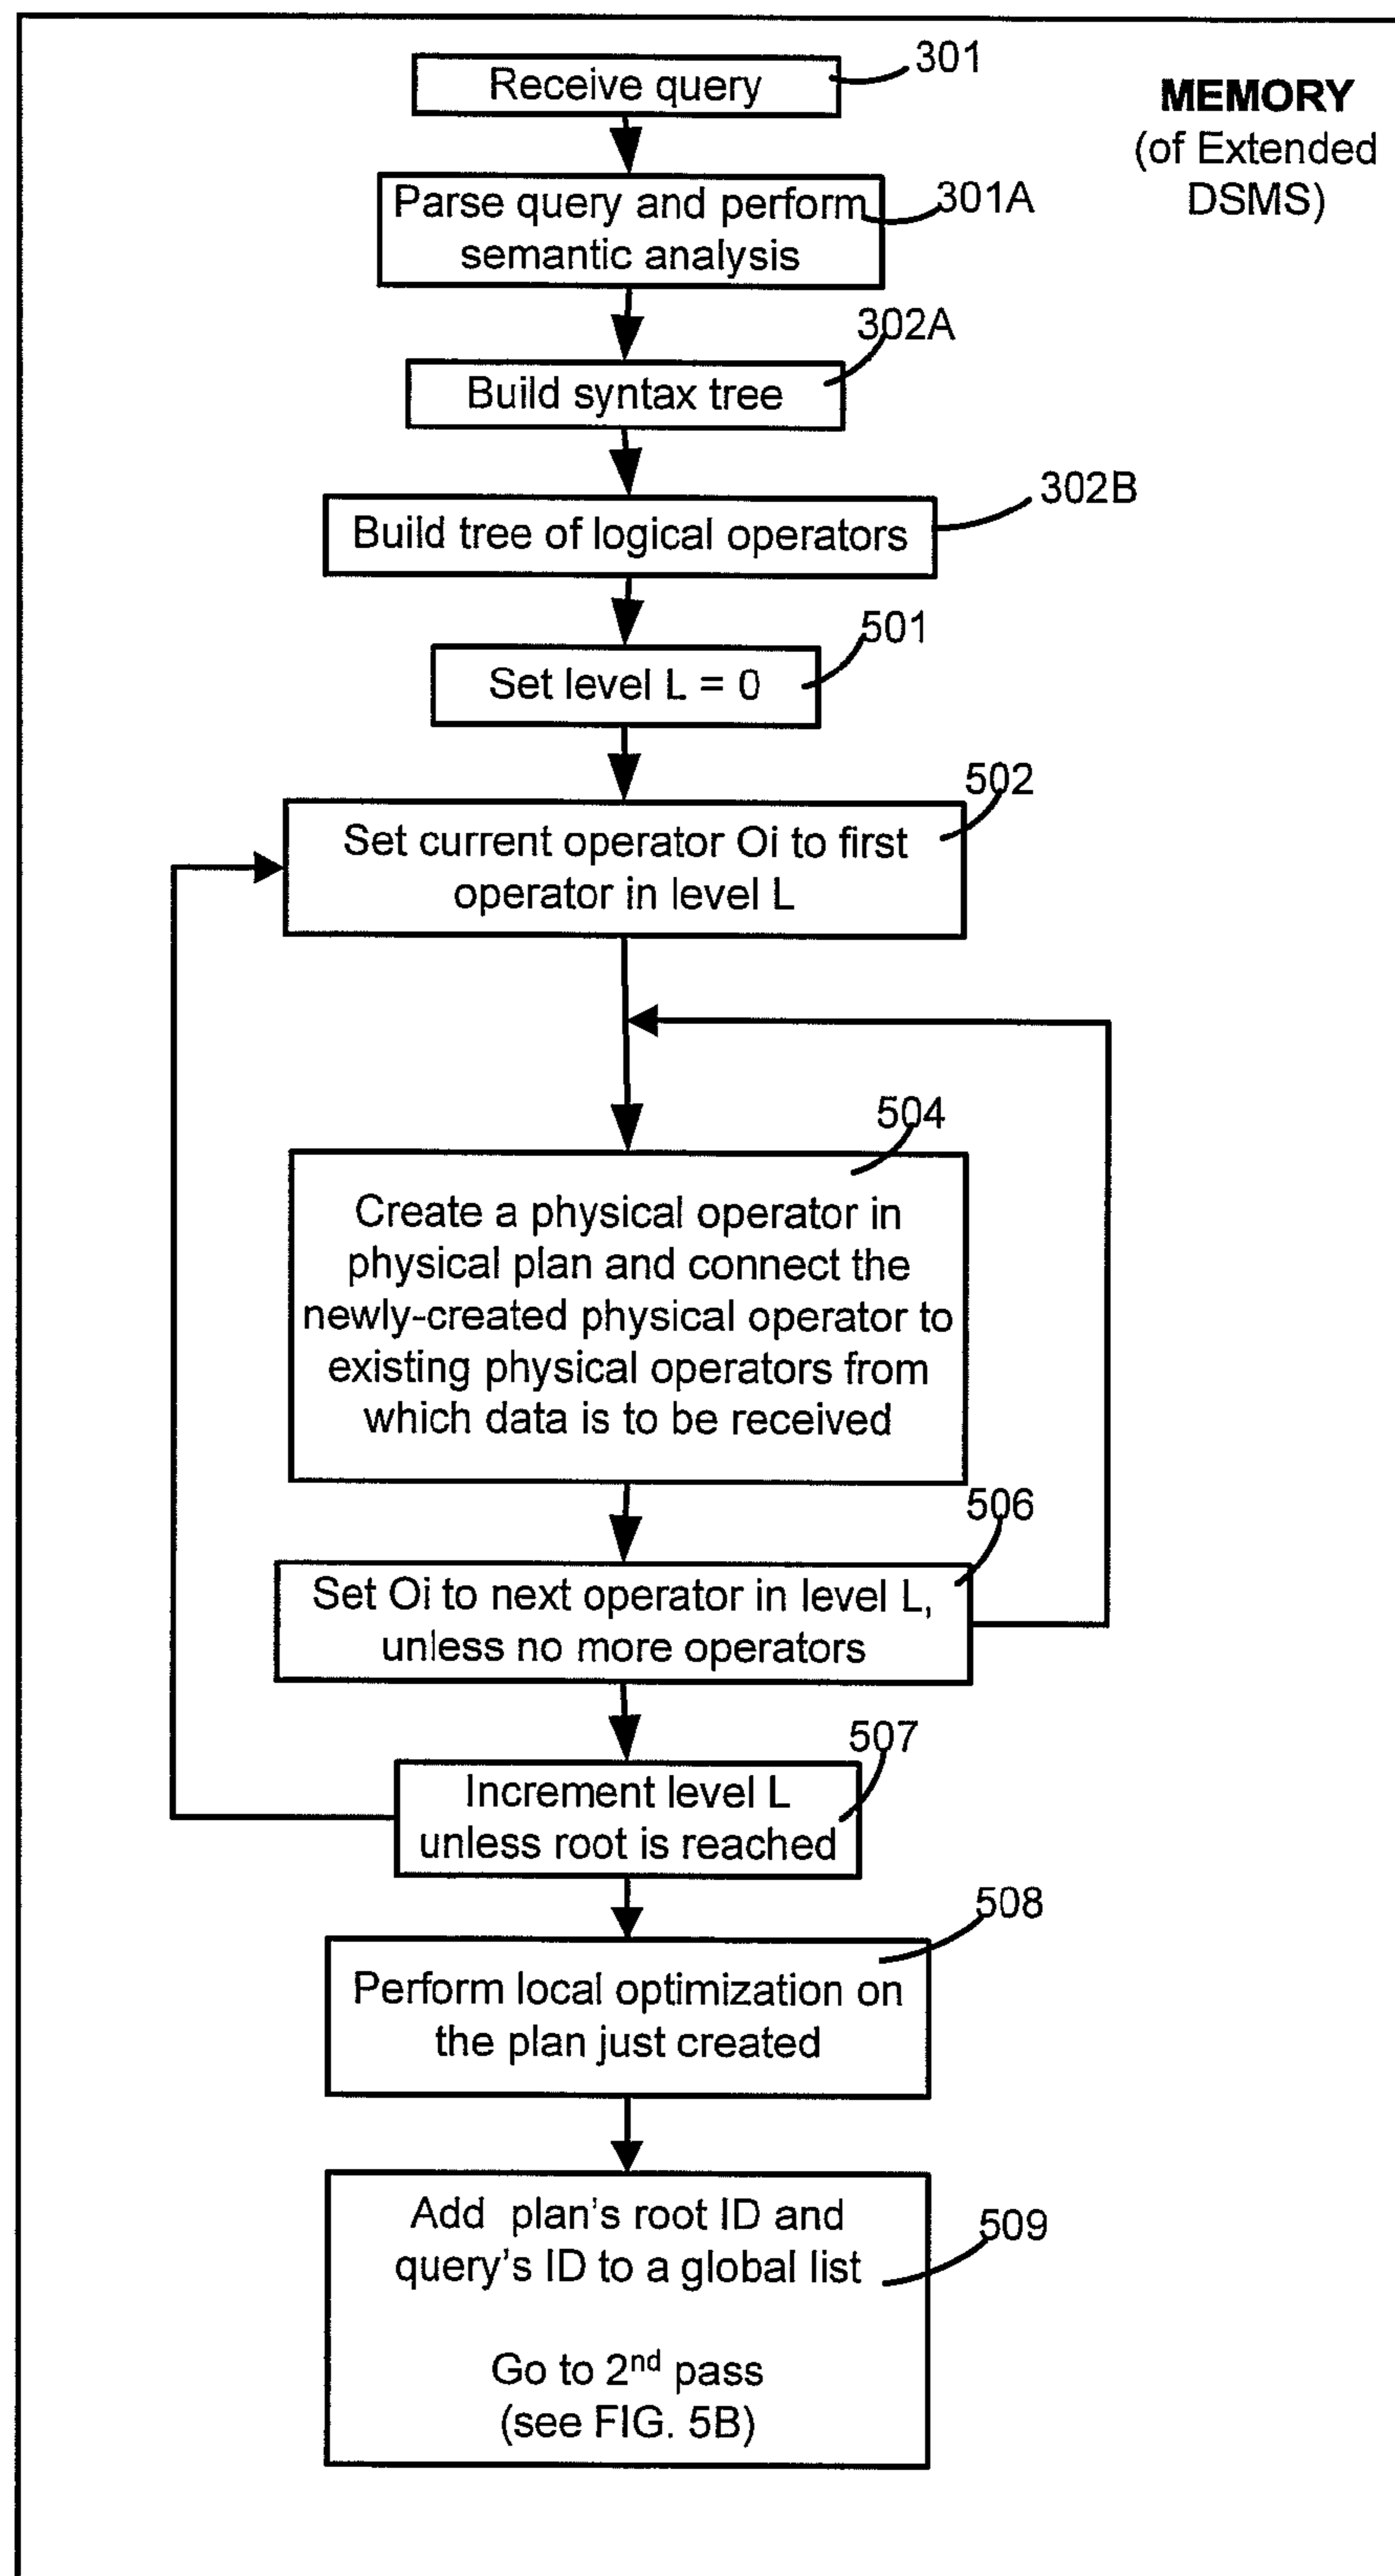 301
Receive query
MEMORY
(of Extended
DSMS)
301A
Parse query and perform
semantic analysis
302A
Build syntax tree
302B
Build tree of logical operators
501
Set level L = 0
502
Set current operator Oi to first
operator in level L
504
Create a physical operator in
physical plan and connect the
newly-created physical operator to
existing physical operators from
which data is to be received
506
Set Oi to next operator in level L,
unless no more operators
507
Increment level L
unless root is reached
508
Perform local optimization on
the plan just created
509
Add plan's root ID and
query's ID to a global list
Go to 2nd pass
(see FIG. 5B)